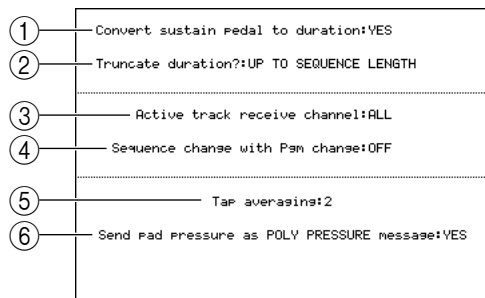 ① Convert sustain pedal to duration:YES
② Truncate duration?:UP TO SEQUENCE LENGTH
③ Active track receive channel:ALL
④ Sequence change with Pgm change:OFF
⑤ Tap averaging:2
⑥ Send pad pressure as POLY PRESSURE message:YES